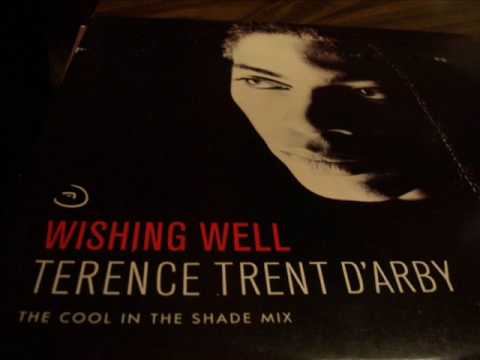 WISHING WELL
TERENCE TRENT D'ARBY
THE COOL IN THE SHADE MIX